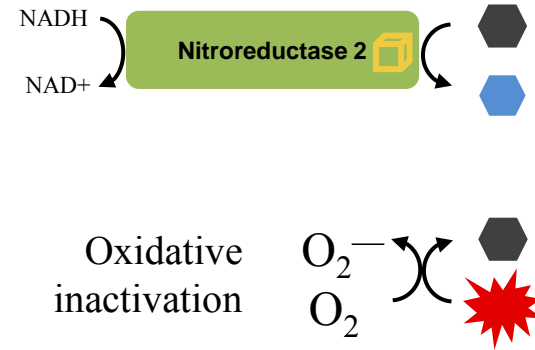 NADH
Nitroreductase 2
NAD+
Oxidative
inactivation
O₂⁻
O₂